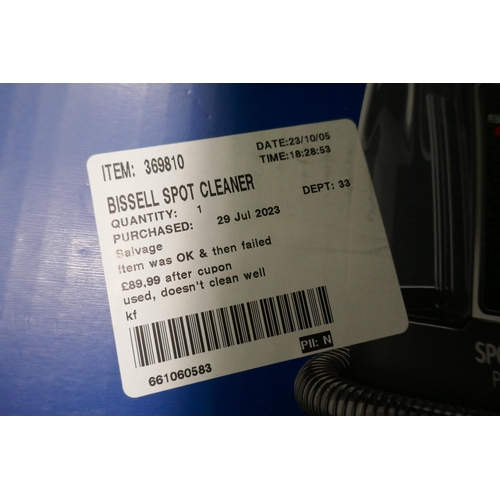 ITEM: 369810
DATE:23/10/05
TIME:18:28:53
BISSELL SPOT CLEANER
QUANTITY: 1
DEPT: 33
PURCHASED: 29 Jul 2023
Salvage
Item was OK & then failed
£89.99 after cupon
used, doesn't clean well
kf
PII: N
661060583